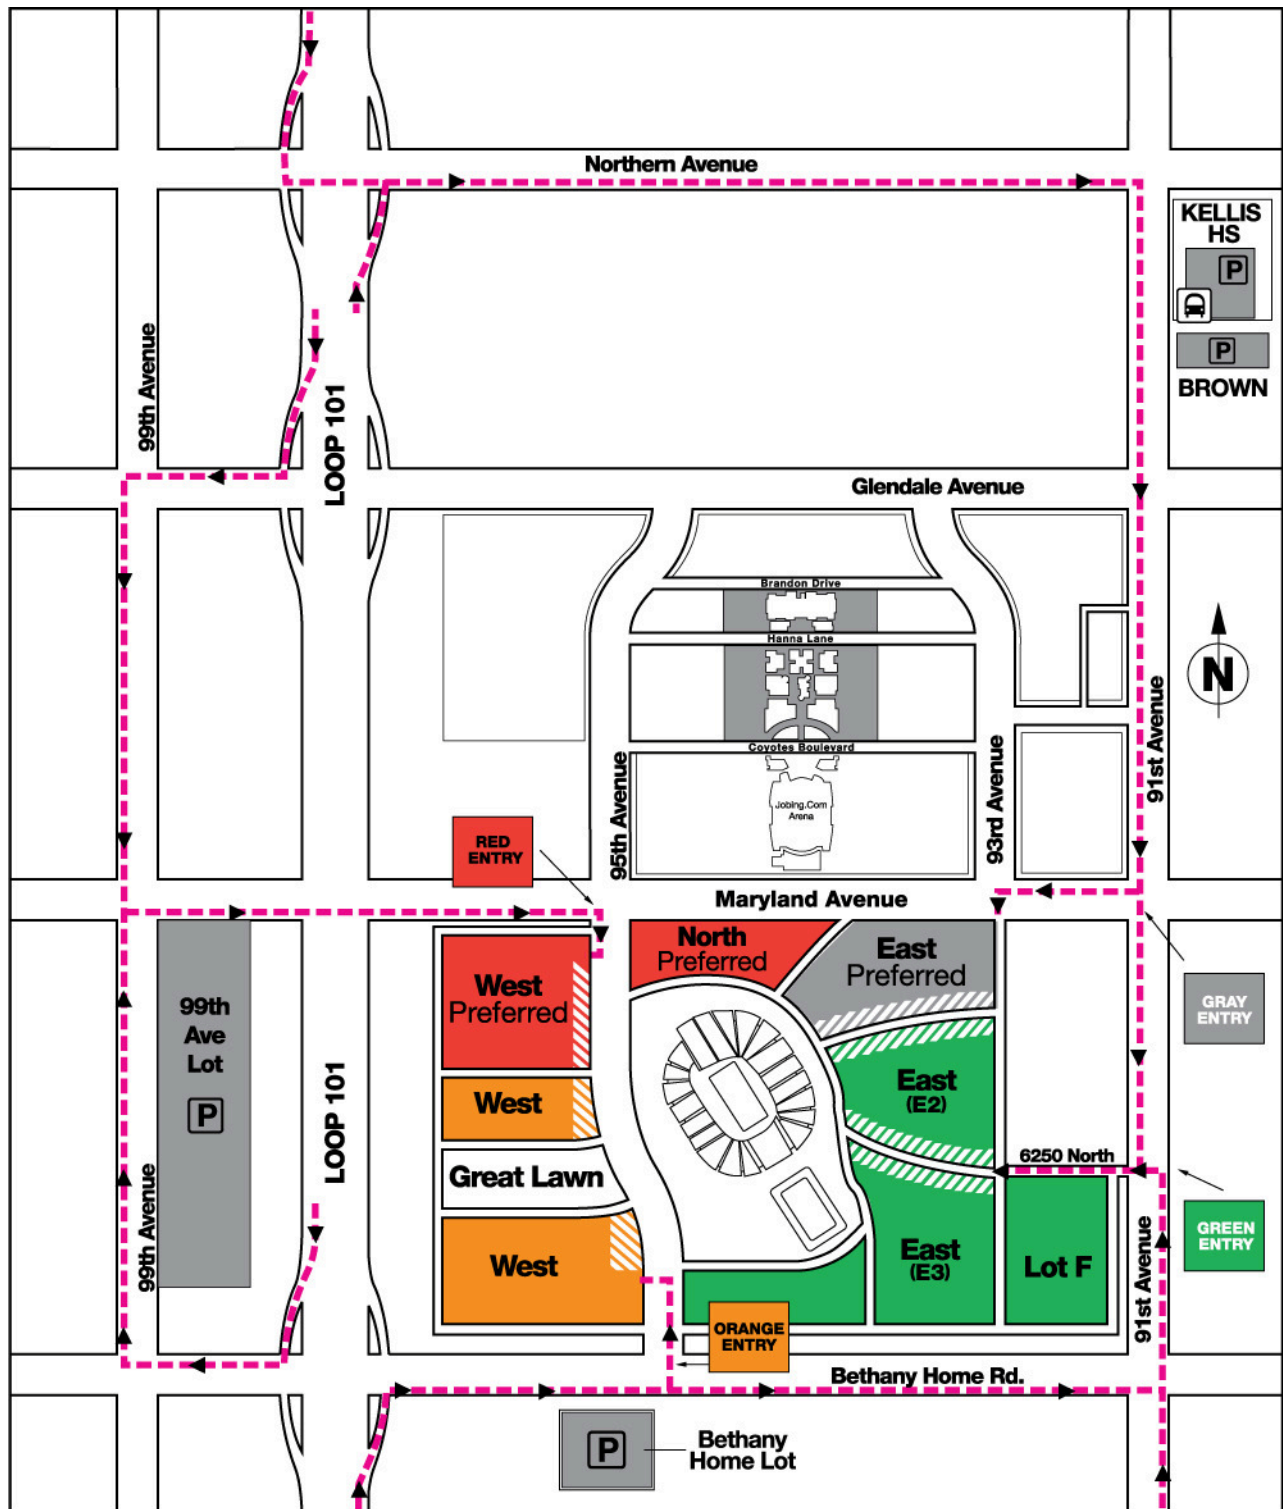 Northern Avenue
KELLIS
HS
P
P
BROWN
99th Avenue
LOOP 101
Glendale Avenue
Brandon Drive
Hanna Lane
Coyotes Boulevard
Jobing.Com
Arena
95th Avenue
93rd Avenue
91st Avenue
N
RED
ENTRY
Maryland Avenue
North
Preferred
East
Preferred
West
Preferred
GRAY
ENTRY
99th
Ave
Lot
P
LOOP 101
West
East
(E2)
Great Lawn
6250 North
99th Avenue
West
East
(E3)
Lot F
91st Avenue
GREEN
ENTRY
ORANGE
ENTRY
Bethany Home Rd.
P
Bethany
Home Lot